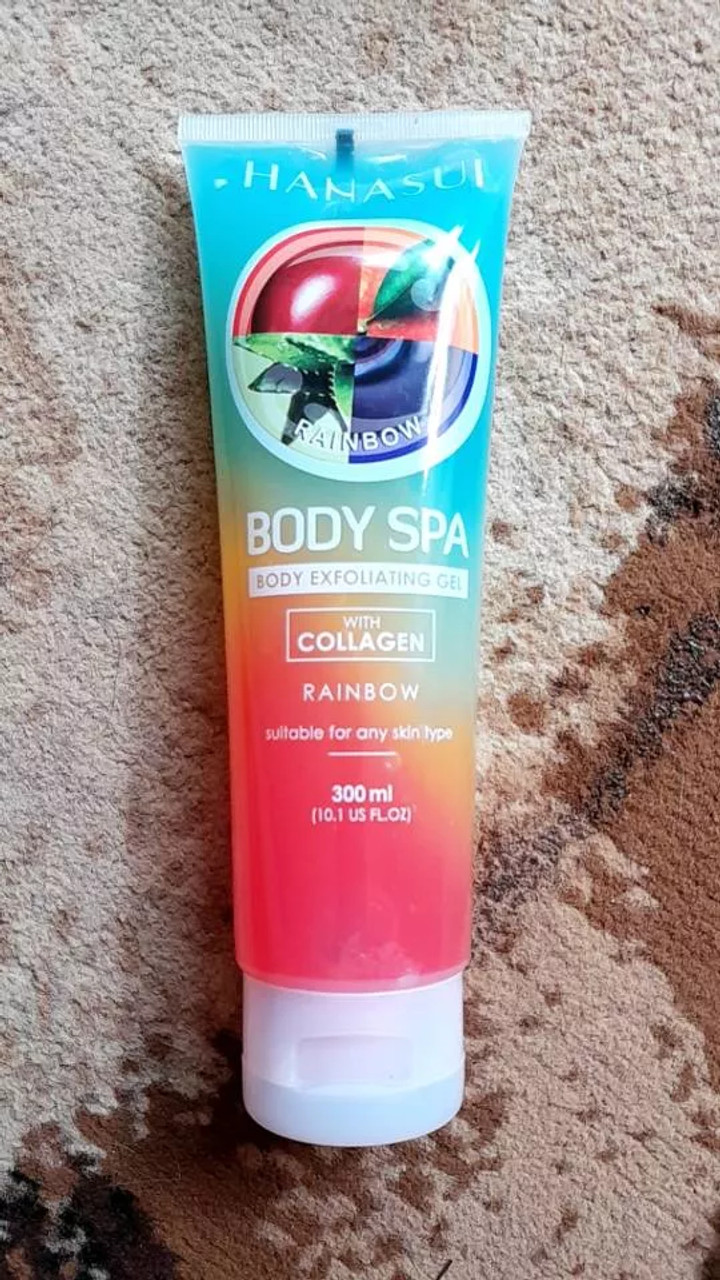 HANASUI
RAINBOW
BODY SPA
BODY EXFOLIATING GEL
WITH
COLLAGEN
RAINBOW
suitable for any skin type
300 ml
(10.1 US FL.OZ)